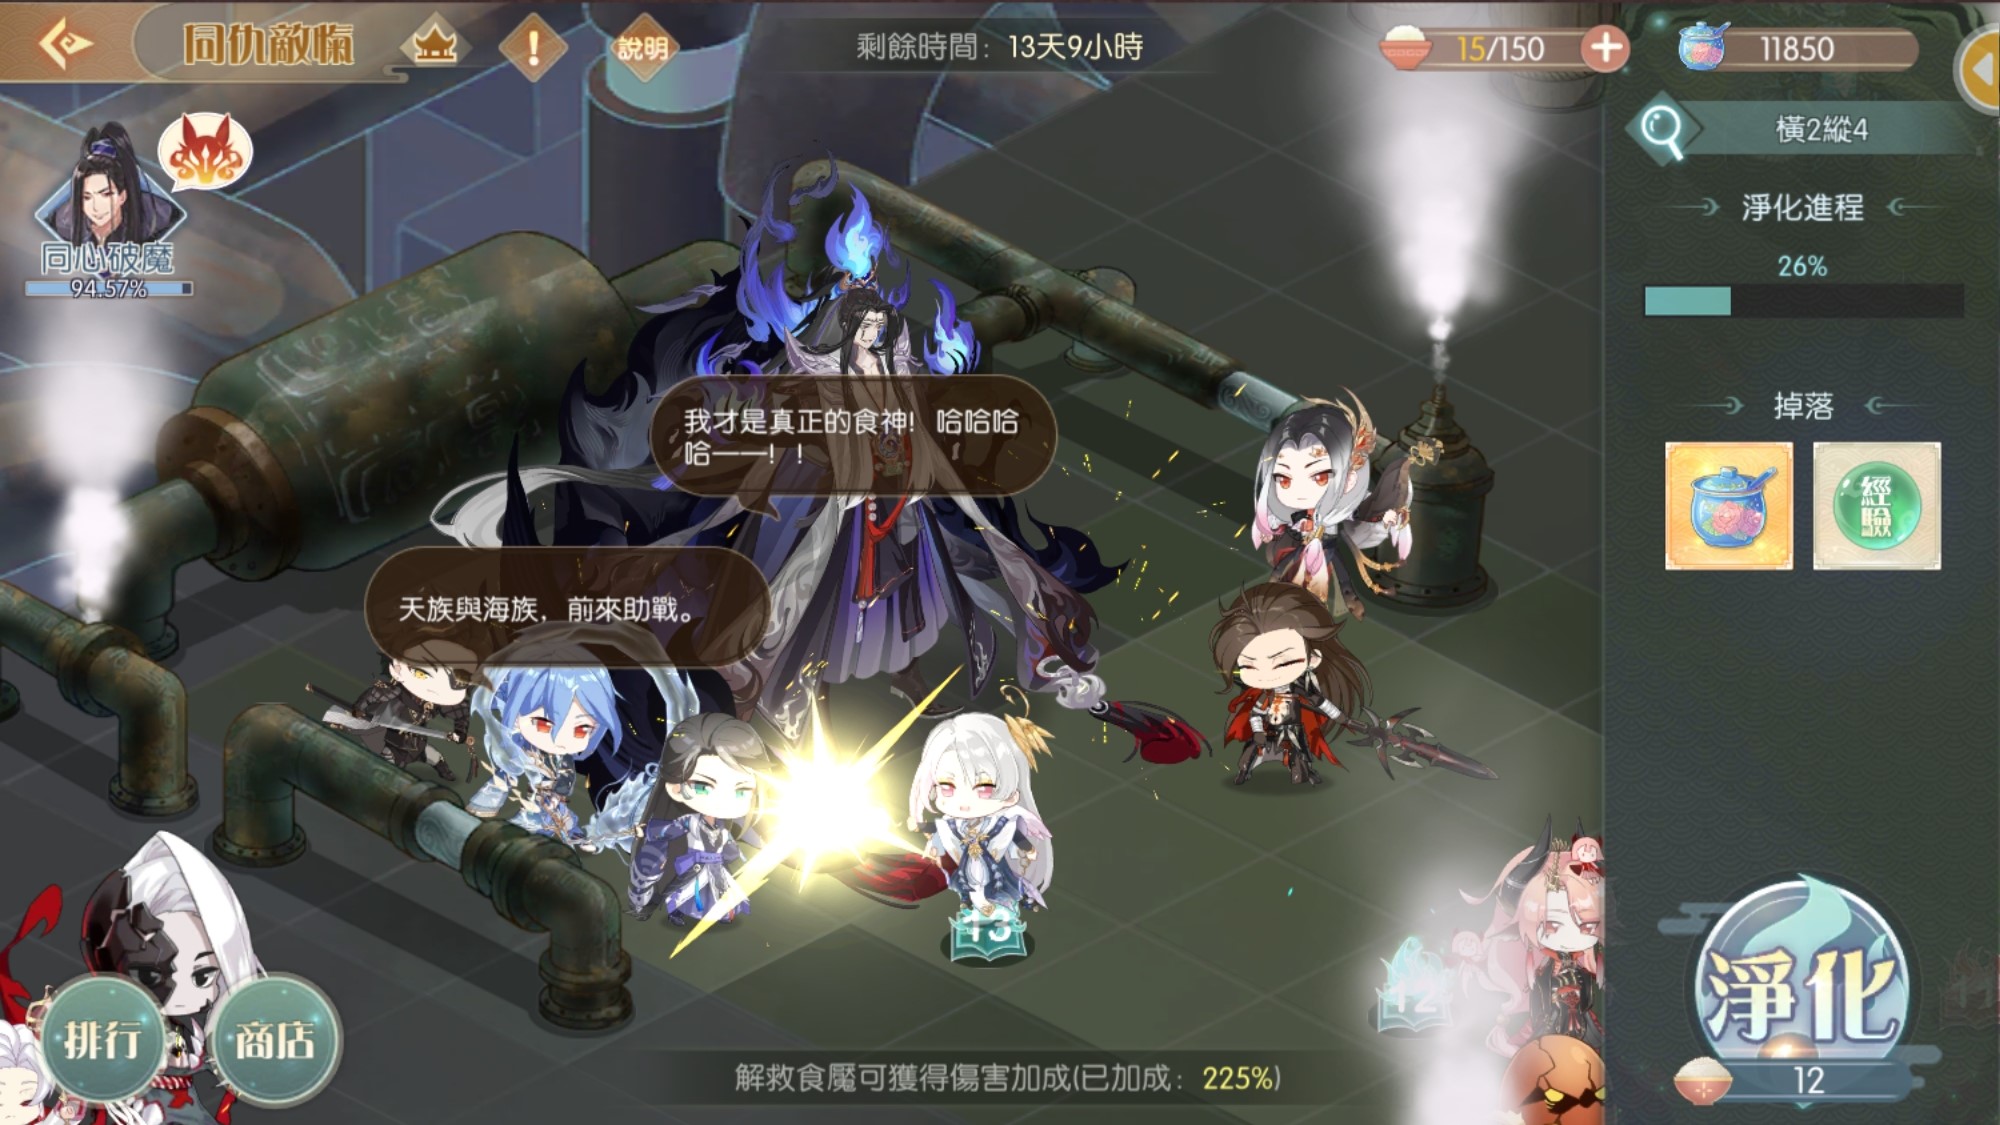 同仇敵愾
說明
剩餘時間：13天9小時
15/150
11850
橫2縱4
淨化進程
26%
同心破魔
94.57%
我才是真正的食神！哈哈哈
哈——！！
掉落
經驗
天族與海族，前來助戰。
13
12
排行
商店
淨化
12
解救食魘可獲得傷害加成(已加成：225%)